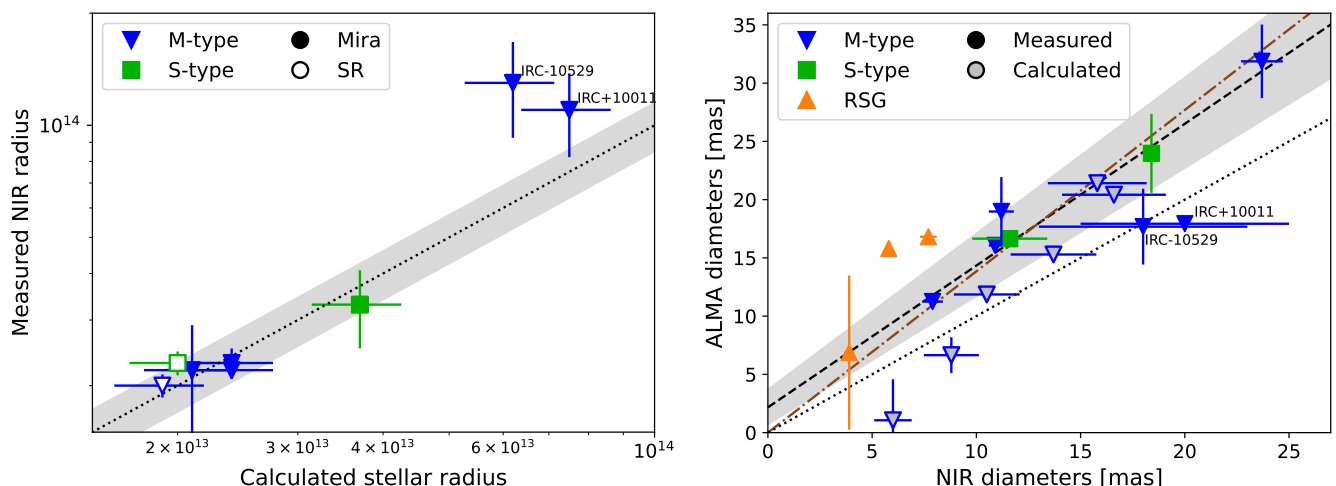 M-type
S-type
Mira
SR
IRC-10529
IRC+10011
10^14
10^14
Measured NIR radius
2 × 10^13
3 × 10^13
4 × 10^13
6 × 10^13
10^14
Calculated stellar radius
M-type
S-type
RSG
Measured
Calculated
IRC+10011
IRC-10529
35
30
25
20
15
10
5
0
ALMA diameters [mas]
0
5
10
15
20
25
NIR diameters [mas]